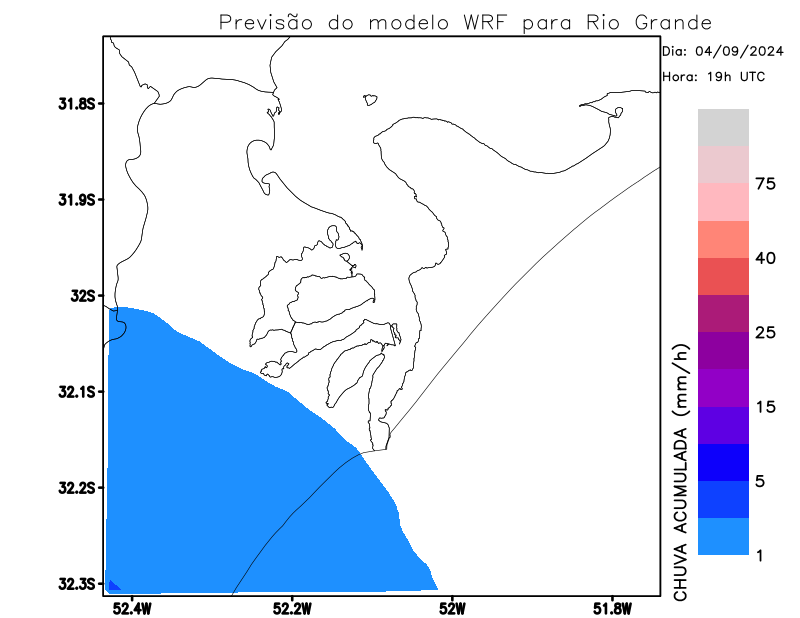 Previsão do modelo WRF para Rio Grande
Dia: 04/09/2024
Hora: 19h UTC
31.8S
31.9S
32S
32.1S
32.2S
32.3S
52.4W
52.2W
52W
51.8W
75
40
25
15
5
1
CHUVA ACUMULADA (mm/h)